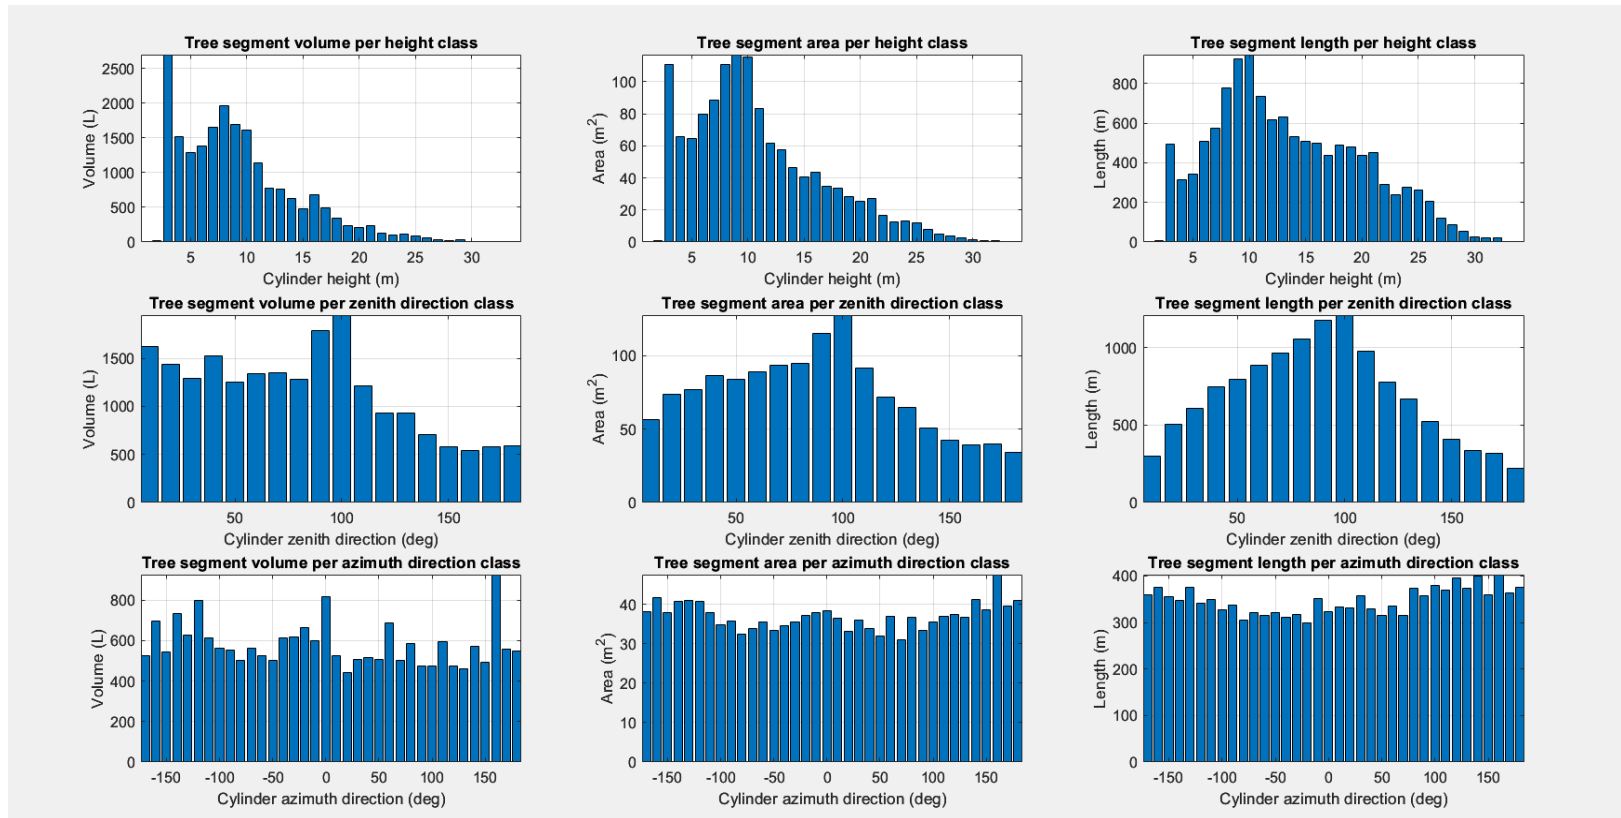 Tree segment volume per height class
2500
2000
1500
1000
500
0
Volume (L)
5 10 15 20 25 30
Cylinder height (m)
Tree segment area per height class
100
80
60
40
20
0
Area (m²)
5 10 15 20 25 30
Cylinder height (m)
Tree segment length per height class
800
600
400
200
0
Length (m)
5 10 15 20 25 30
Cylinder height (m)
Tree segment volume per zenith direction class
1500
1000
500
0
Volume (L)
50 100 150
Cylinder zenith direction (deg)
Tree segment area per zenith direction class
100
50
0
Area (m²)
50 100 150
Cylinder zenith direction (deg)
Tree segment length per zenith direction class
1000
500
0
Length (m)
50 100 150
Cylinder zenith direction (deg)
Tree segment volume per azimuth direction class
800
600
400
200
0
Volume (L)
-150 -100 -50 0 50 100 150
Cylinder azimuth direction (deg)
Tree segment area per azimuth direction class
40
30
20
10
0
Area (m²)
-150 -100 -50 0 50 100 150
Cylinder azimuth direction (deg)
Tree segment length per azimuth direction class
400
300
200
100
0
Length (m)
-150 -100 -50 0 50 100 150
Cylinder azimuth direction (deg)